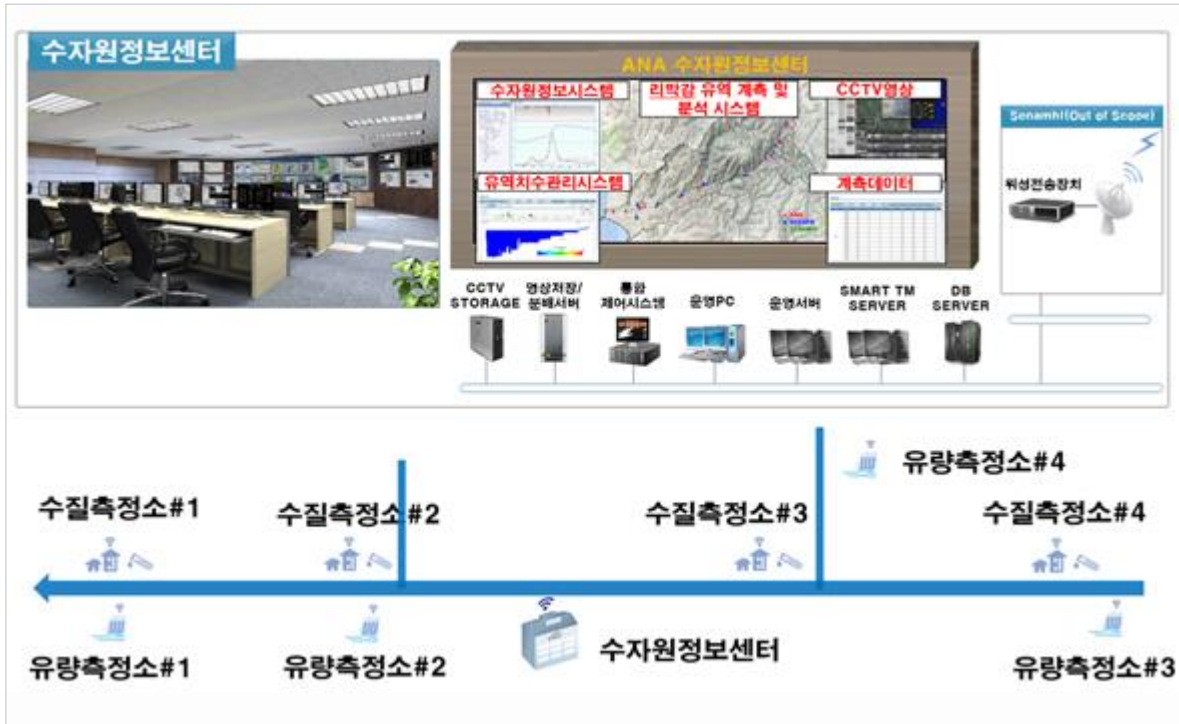 수자원정보센터
ANA 수자원정보센터
수자원정보시스템
리막강 유역 계측 및
분석 시스템
CCTV영상
유역치수관리시스템
계측데이터
Senamhi(Out of Scope)
위성전송장치
CCTV
STORAGE
영상저장/
분배서버
통합
제어시스템
운영PC
운영서버
SMART TM
SERVER
DB
SERVER
유량측정소#4
수질측정소#1
수질측정소#2
수질측정소#3
수질측정소#4
유량측정소#1
유량측정소#2
수자원정보센터
유량측정소#3